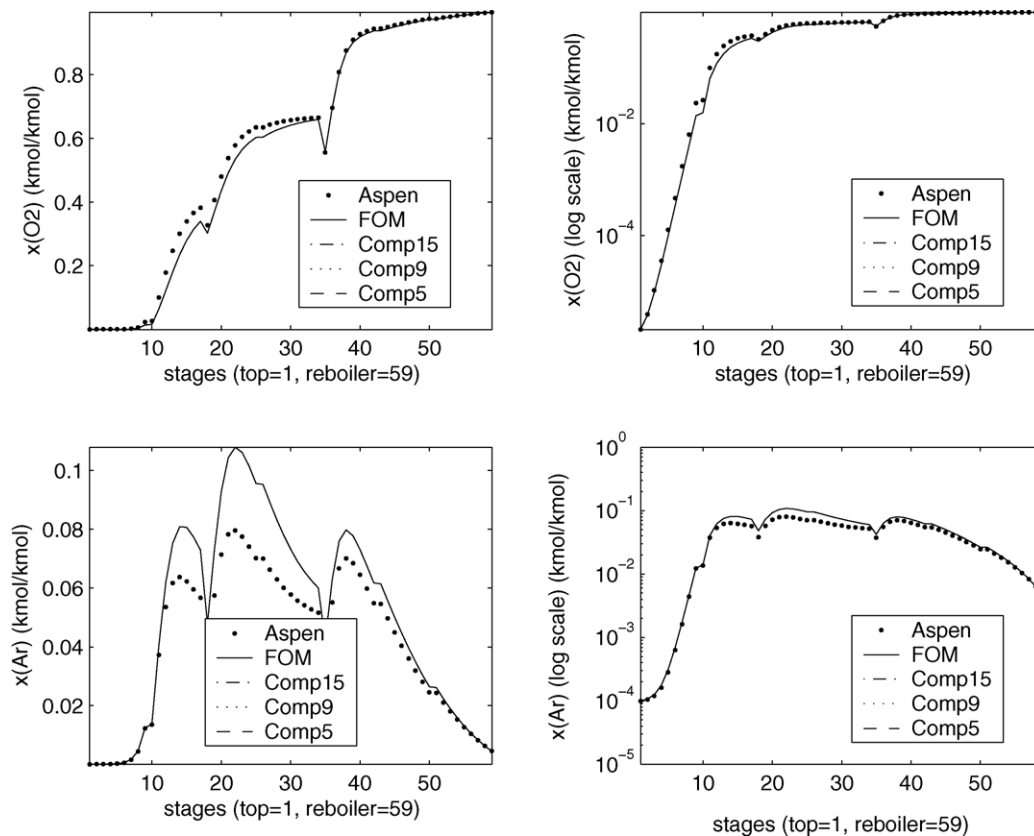 x(O2) (kmol/kmol)
0.8
0.6
0.4
0.2
10 20 30 40 50
stages (top=1, reboiler=59)
Aspen
FOM
Comp15
Comp9
Comp5
x(O2) (log scale) (kmol/kmol)
10^-2
10^-4
10 20 30 40 50
stages (top=1, reboiler=59)
Aspen
FOM
Comp15
Comp9
Comp5
x(Ar) (kmol/kmol)
0.1
0.08
0.06
0.04
0.02
10 20 30 40 50
stages (top=1, reboiler=59)
Aspen
FOM
Comp15
Comp9
Comp5
x(Ar) (log scale) (kmol/kmol)
10^0
10^-1
10^-2
10^-3
10^-4
10^-5
10 20 30 40 50
stages (top=1, reboiler=59)
Aspen
FOM
Comp15
Comp9
Comp5